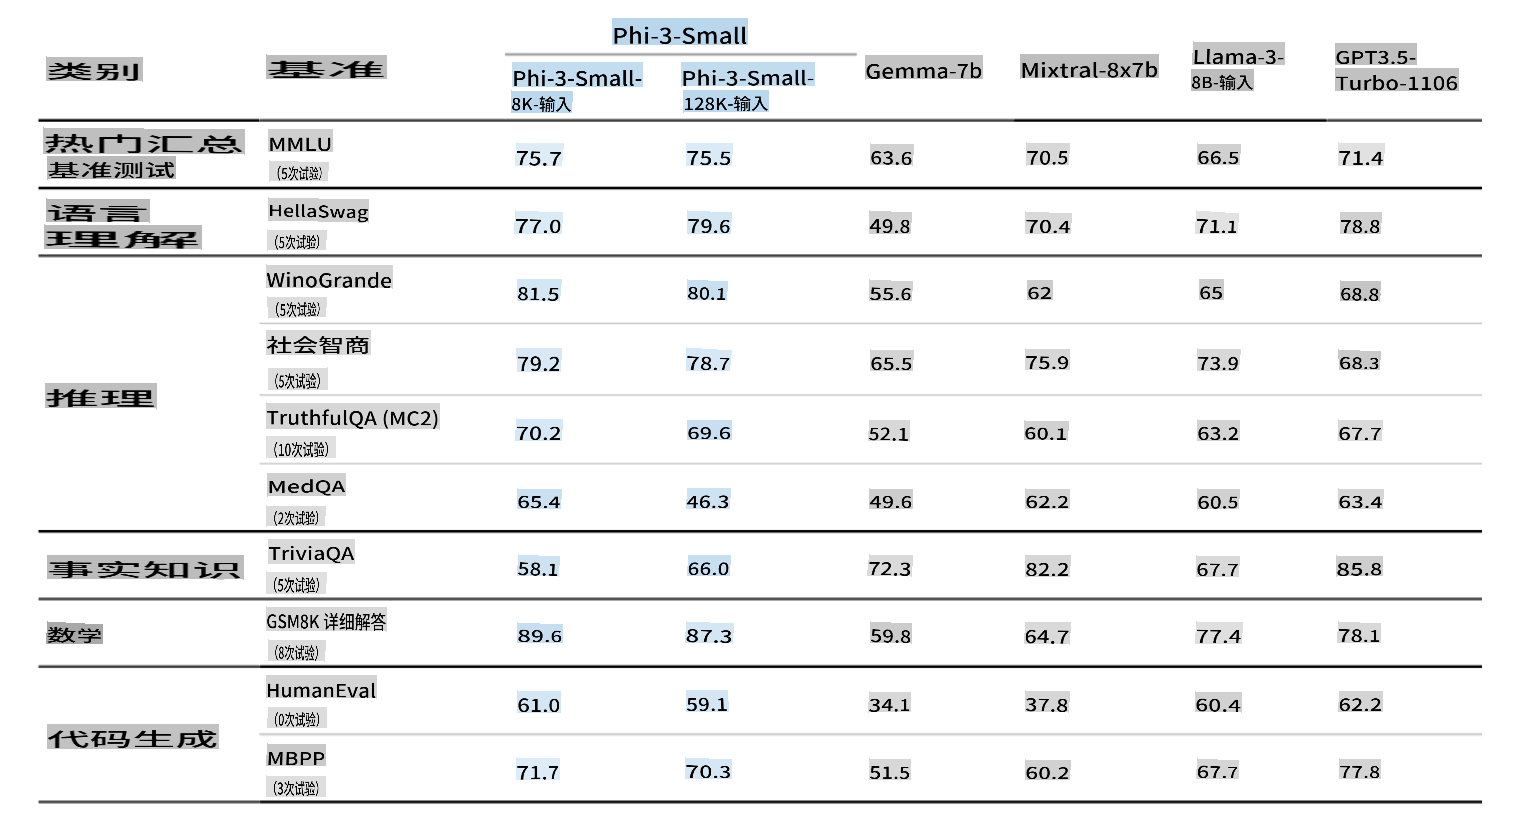 Phi-3-Small
类别 基准 Phi-3-Small-8K-输入 Phi-3-Small-128K-输入 Gemma-7b Mixtral-8x7b Llama-3-8B-输入 GPT3.5-Turbo-1106
热门汇总 MMLU
基准测试 (5次试验) 75.7 75.5 63.6 70.5 66.5 71.4
语言 HellaSwag
理解 (5次试验) 77.0 79.6 49.8 70.4 71.1 78.8
推理
WinoGrande
(5次试验) 81.5 80.1 55.6 62 65 68.8
社会智商
(5次试验) 79.2 78.7 65.5 75.9 73.9 68.3
TruthfulQA (MC2)
(10次试验) 70.2 69.6 52.1 60.1 63.2 67.7
MedQA
(2次试验) 65.4 46.3 49.6 62.2 60.5 63.4
事实知识 TriviaQA
(5次试验) 58.1 66.0 72.3 82.2 67.7 85.8
数学 GSM8K 详细解答
(8次试验) 89.6 87.3 59.8 64.7 77.4 78.1
代码生成
HumanEval
(0次试验) 61.0 59.1 34.1 37.8 60.4 62.2
MBPP
(3次试验) 71.7 70.3 51.5 60.2 67.7 77.8